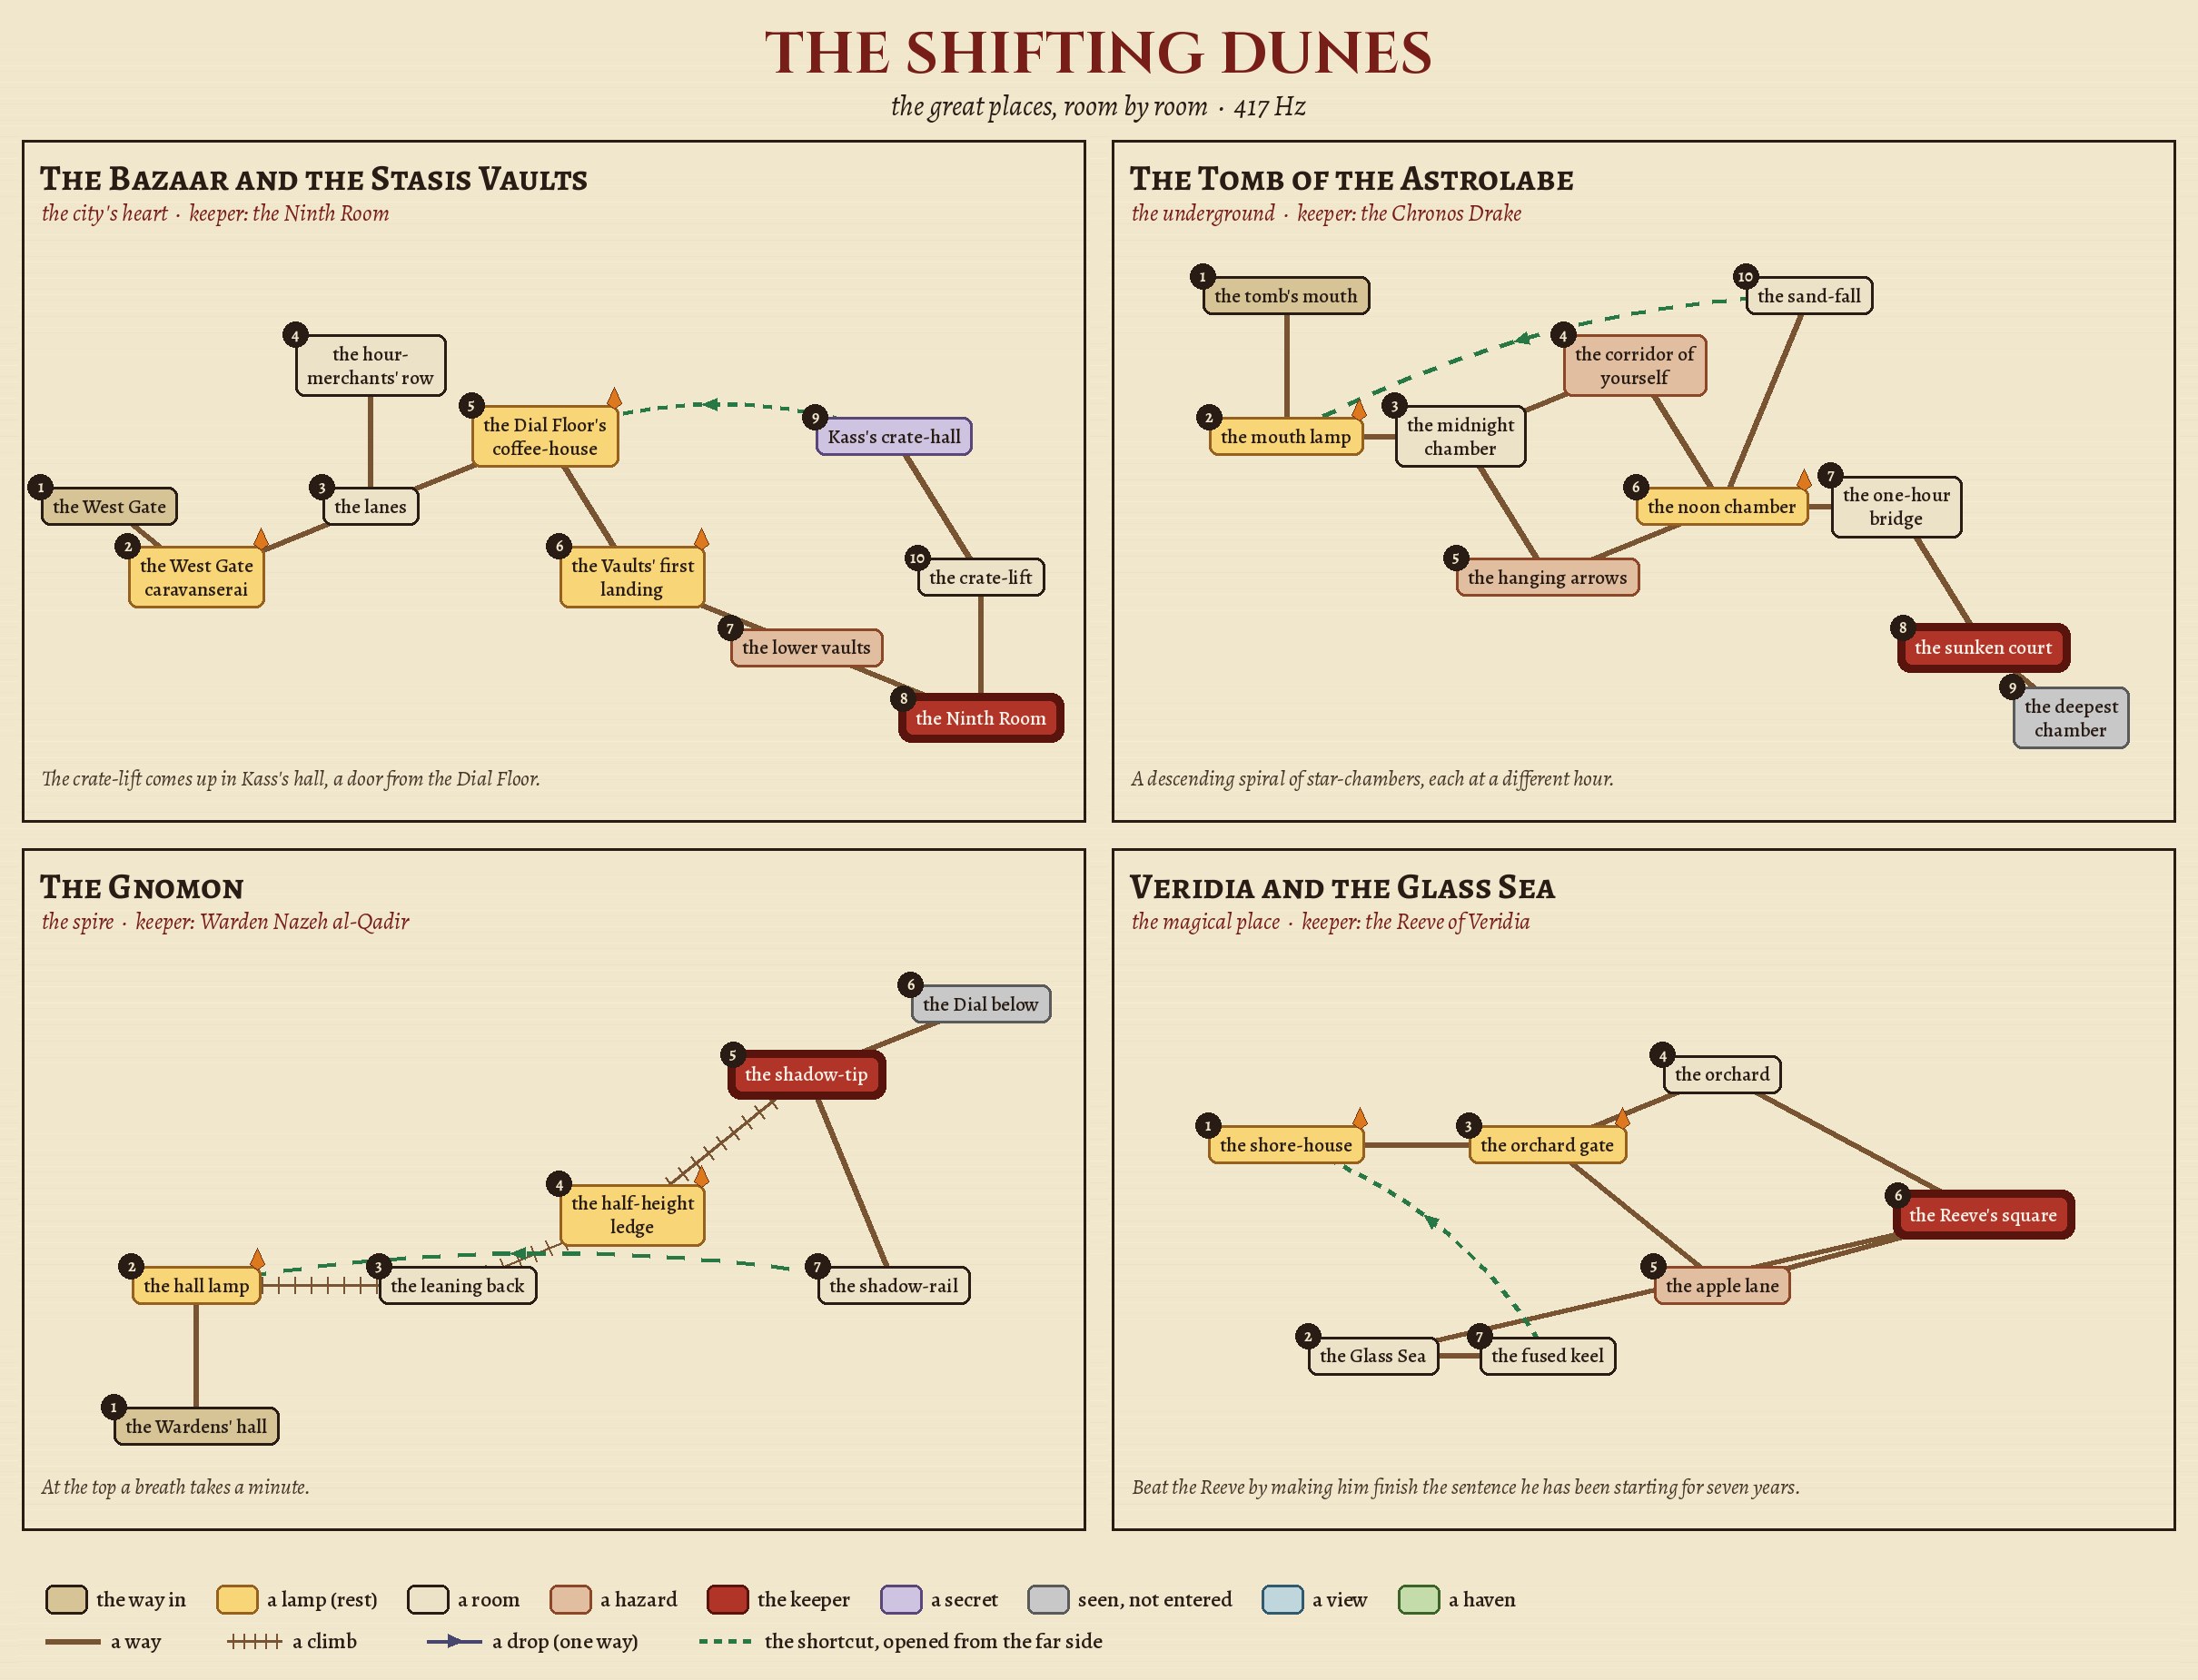 THE SHIFTING DUNES
the great places, room by room · 417 Hz
THE BAZAAR AND THE STASIS VAULTS
the city's heart · keeper: the Ninth Room
1
the West Gate
2
the West Gate
caravanserai
3
the lanes
4
the hour-
merchants' row
5
the Dial Floor's
coffee-house
6
the Vaults' first
landing
7
the lower vaults
8
the Ninth Room
9
Kass's crate-hall
10
the crate-lift
The crate-lift comes up in Kass's hall, a door from the Dial Floor.
THE TOMB OF THE ASTROLABE
the underground · keeper: the Chronos Drake
1
the tomb's mouth
2
the mouth lamp
3
the midnight
chamber
4
the corridor of
yourself
5
the hanging arrows
6
the noon chamber
7
the one-hour
bridge
8
the sunken court
9
the deepest
chamber
10
the sand-fall
A descending spiral of star-chambers, each at a different hour.
THE GNOMON
the spire · keeper: Warden Nazeh al-Qadir
1
the Wardens' hall
2
the hall lamp
3
the leaning back
4
the half-height
ledge
5
the shadow-tip
6
the Dial below
7
the shadow-rail
At the top a breath takes a minute.
VERIDIA AND THE GLASS SEA
the magical place · keeper: the Reeve of Veridia
1
the shore-house
2
the Glass Sea
3
the orchard gate
4
the orchard
5
the apple lane
6
the Reeve's square
7
the fused keel
Beat the Reeve by making him finish the sentence he has been starting for seven years.
the way in
a lamp (rest)
a room
a hazard
the keeper
a secret
seen, not entered
a view
a haven
a way
a climb
a drop (one way)
the shortcut, opened from the far side